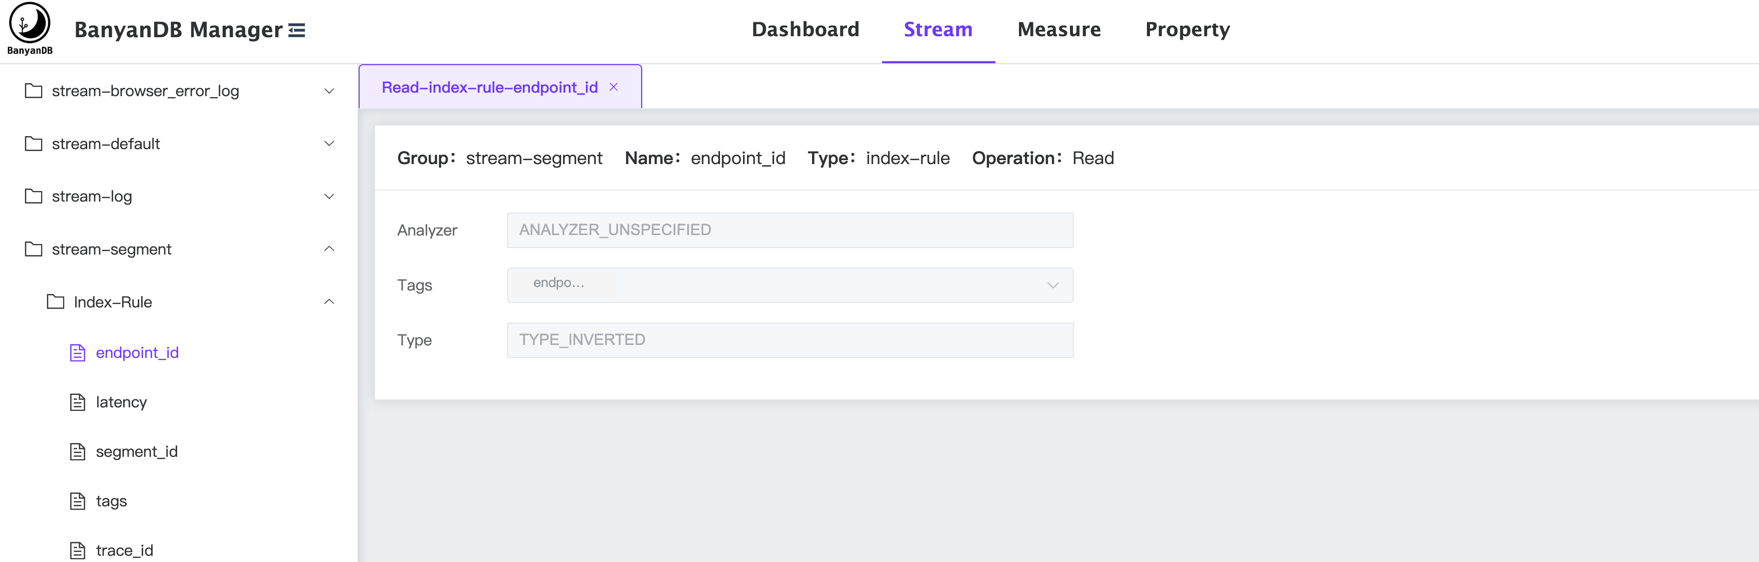 BanyanDB
BanyanDB Manager
Dashboard
Stream
Measure
Property
stream-browser_error_log
stream-default
stream-log
stream-segment
Index-Rule
endpoint_id
latency
segment_id
tags
trace_id
Read-index-rule-endpoint_id ×
Group： stream-segment Name： endpoint_id Type： index-rule Operation： Read
Analyzer ANALYZER_UNSPECIFIED
Tags endpo...
Type TYPE_INVERTED